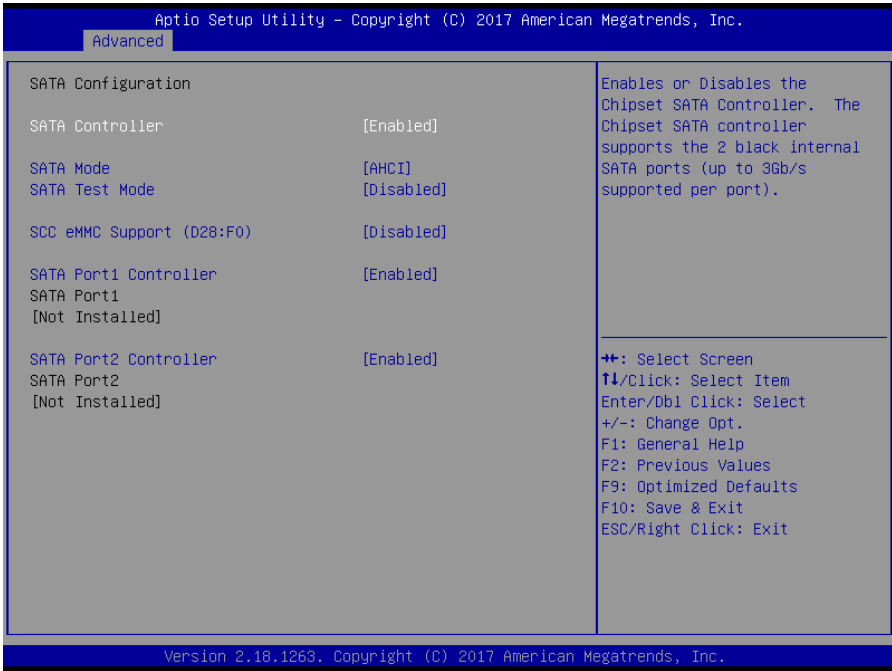 Aptio Setup Utility – Copyright (C) 2017 American Megatrends, Inc.
Advanced
SATA Configuration
SATA Controller [Enabled]
SATA Mode [AHCI]
SATA Test Mode [Disabled]
SCC eMMC Support (D28:F0) [Disabled]
SATA Port1 Controller [Enabled]
SATA Port1
[Not Installed]
SATA Port2 Controller [Enabled]
SATA Port2
[Not Installed]
Enables or Disables the
Chipset SATA Controller. The
Chipset SATA controller
supports the 2 black internal
SATA ports (up to 3Gb/s
supported per port).
→←: Select Screen
↑↓/Click: Select Item
Enter/Dbl Click: Select
+/-: Change Opt.
F1: General Help
F2: Previous Values
F9: Optimized Defaults
F10: Save & Exit
ESC/Right Click: Exit
Version 2.18.1263. Copyright (C) 2017 American Megatrends, Inc.